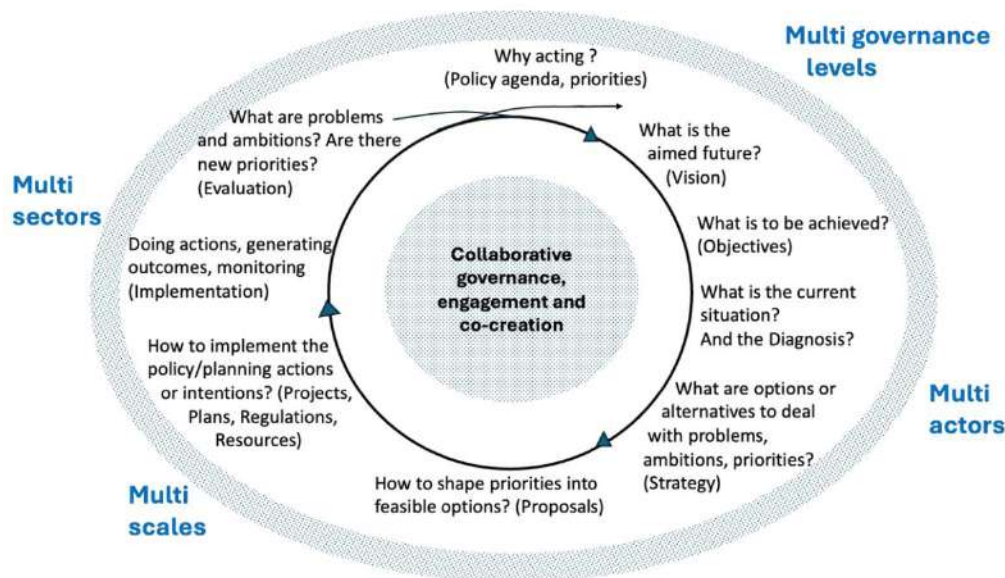 Multi governance
levels
Why acting ?
(Policy agenda, priorities)
What is the
aimed future?
(Vision)
What is to be achieved?
(Objectives)
What is the current
situation?
And the Diagnosis?
Multi
actors
What are options or
alternatives to deal
with problems,
ambitions, priorities?
(Strategy)
How to shape priorities into
feasible options? (Proposals)
Multi
scales
How to implement the
policy/planning actions
or intentions? (Projects,
Plans, Regulations,
Resources)
Doing actions, generating
outcomes, monitoring
(Implementation)
Multi
sectors
What are problems
and ambitions? Are there
new priorities?
(Evaluation)
Collaborative
governance,
engagement and
co-creation